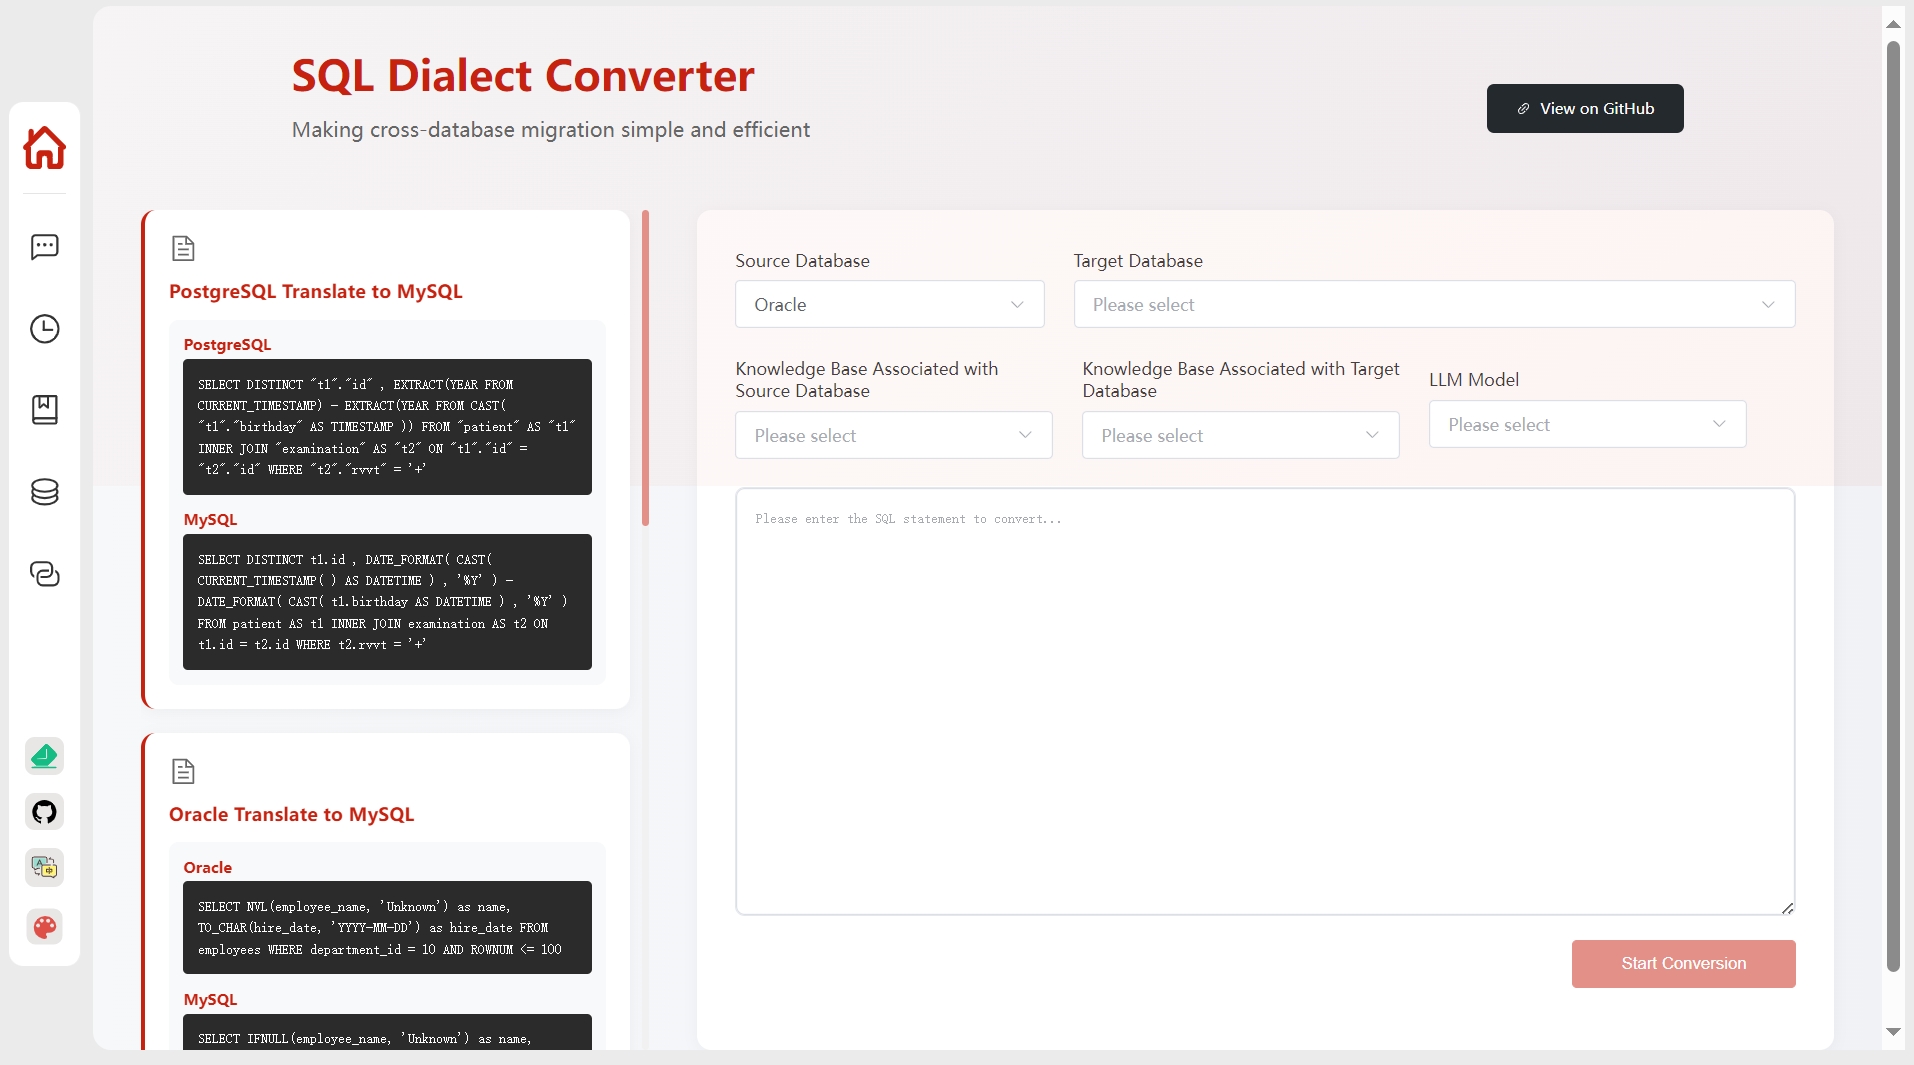 SQL Dialect Converter
Making cross-database migration simple and efficient
View on GitHub
PostgreSQL Translate to MySQL
PostgreSQL
SELECT DISTINCT "t1"."id" , EXTRACT(YEAR FROM
CURRENT_TIMESTAMP) - EXTRACT(YEAR FROM CAST(
"t1"."birthday" AS TIMESTAMP )) FROM "patient" AS "t1"
INNER JOIN "examination" AS "t2" ON "t1"."id" =
"t2"."id" WHERE "t2"."rvvt" = '+'
MySQL
SELECT DISTINCT t1.id , DATE_FORMAT( CAST(
CURRENT_TIMESTAMP( ) AS DATETIME ) , '%Y' ) -
DATE_FORMAT( CAST( t1.birthday AS DATETIME ) , '%Y' )
FROM patient AS t1 INNER JOIN examination AS t2 ON
t1.id = t2.id WHERE t2.rvvt = '+'
Oracle Translate to MySQL
Oracle
SELECT NVL(employee_name, 'Unknown') as name,
TO_CHAR(hire_date, 'YYYY-MM-DD') as hire_date FROM
employees WHERE department_id = 10 AND ROWNUM <= 100
MySQL
SELECT IFNULL(employee_name, 'Unknown') as name,
Source Database
Target Database
Oracle
Please select
Knowledge Base Associated with
Source Database
Knowledge Base Associated with Target
Database
LLM Model
Please select
Please select
Please select
Please enter the SQL statement to convert...
Start Conversion